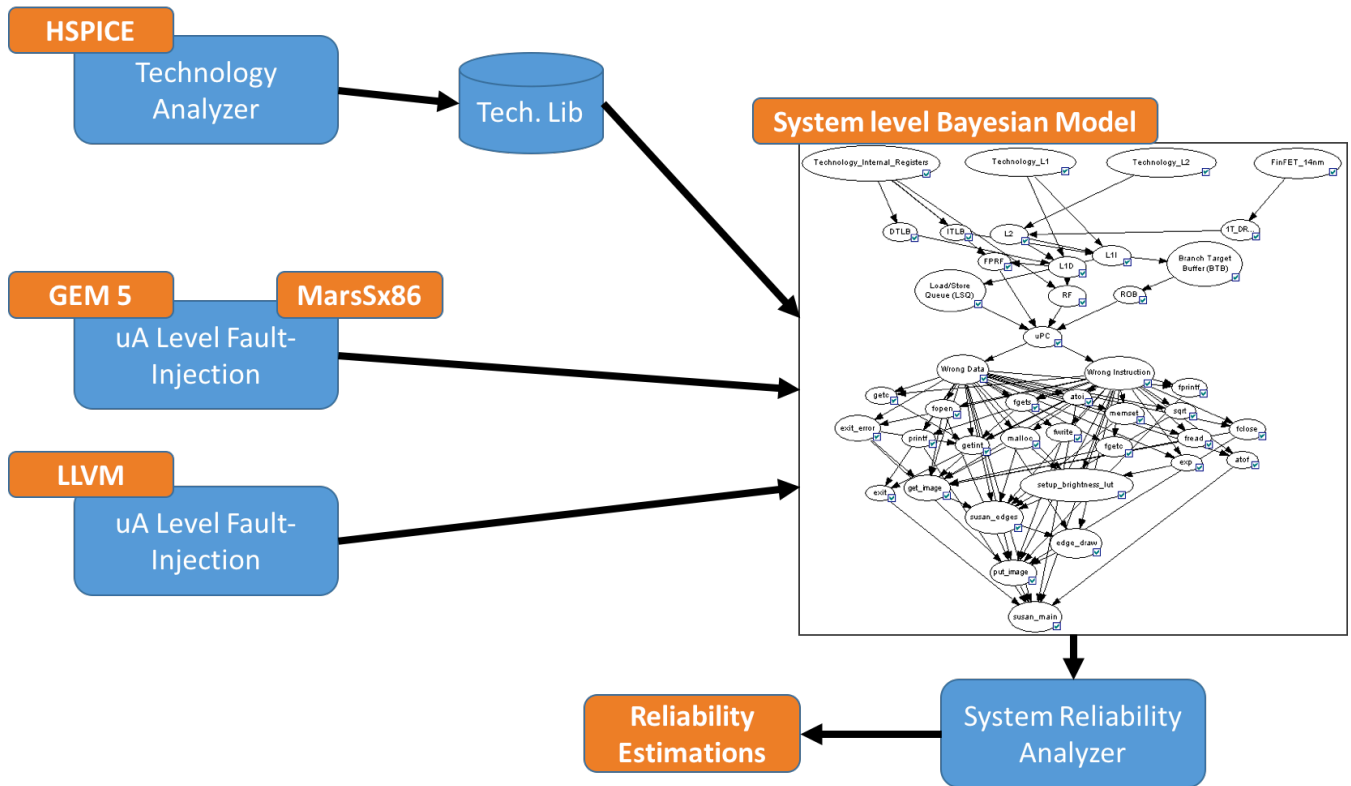 HSPICE
Technology
Analyzer
Tech. Lib
System level Bayesian Model
Technology_Internal_Registers
Technology_L1
Technology_L2
FinFET_14nm
DTLB
ITLB
L2
1T_DR...
FPRF
L1D
L1I
Branch Target
Buffer (BTB)
Load/Store
Queue (LSQ)
RF
ROB
uPC
Wrong Data
Wrong Instruction
getc
fprintf
fopen
fgets
atoi
memset
sqrt
exit_error
printf
getint
malloc
fwrite
fgetc
fread
fclose
exp
atof
exit
get_image
setup_brightness_lut
susan_edges
edge_draw
put_image
susan_main
GEM 5
MarsSx86
uA Level Fault-
Injection
LLVM
uA Level Fault-
Injection
Reliability
Estimations
System Reliability
Analyzer